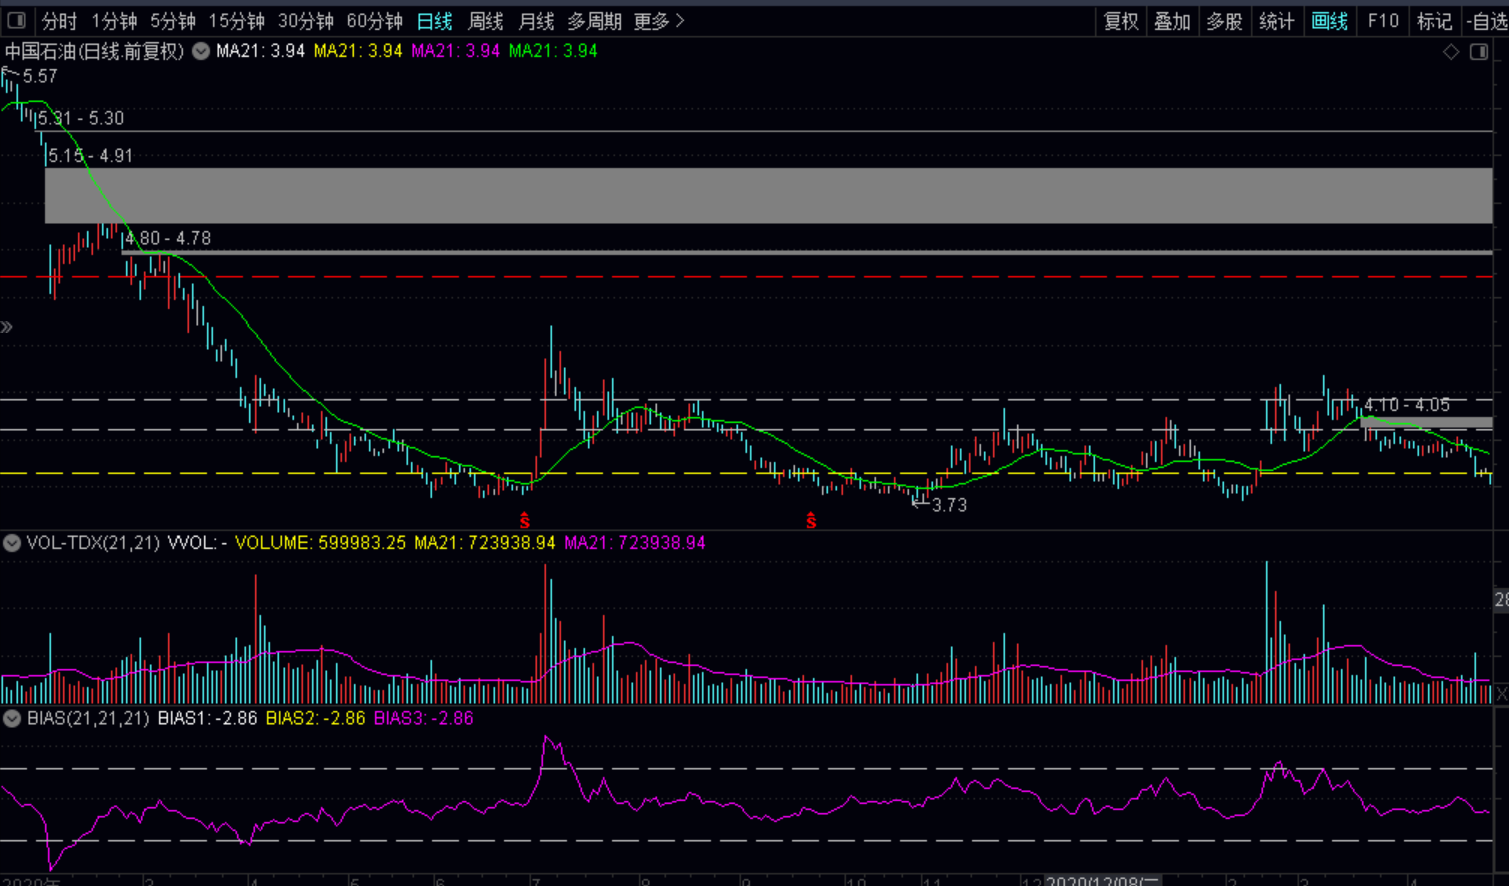 分时 1分钟 5分钟 15分钟 30分钟 60分钟 日线 周线 月线 多周期 更多 > 复权 叠加 多股 统计 画线 F10 标记 -自选
中国石油(日线.前复权) MA21: 3.94 MA21: 3.94 MA21: 3.94 MA21: 3.94
5.57
5.31 - 5.30
5.15 - 4.91
4.80 - 4.78
4.10 - 4.05
3.73
S S
VOL-TDX(21,21) VVOL: - VOLUME: 599983.25 MA21: 723938.94 MA21: 723938.94
28
X
BIAS(21,21,21) BIAS1: -2.86 BIAS2: -2.86 BIAS3: -2.86
2020年 3 4 5 6 7 8 9 10 11 12 2020/12/08(二 2 3 4